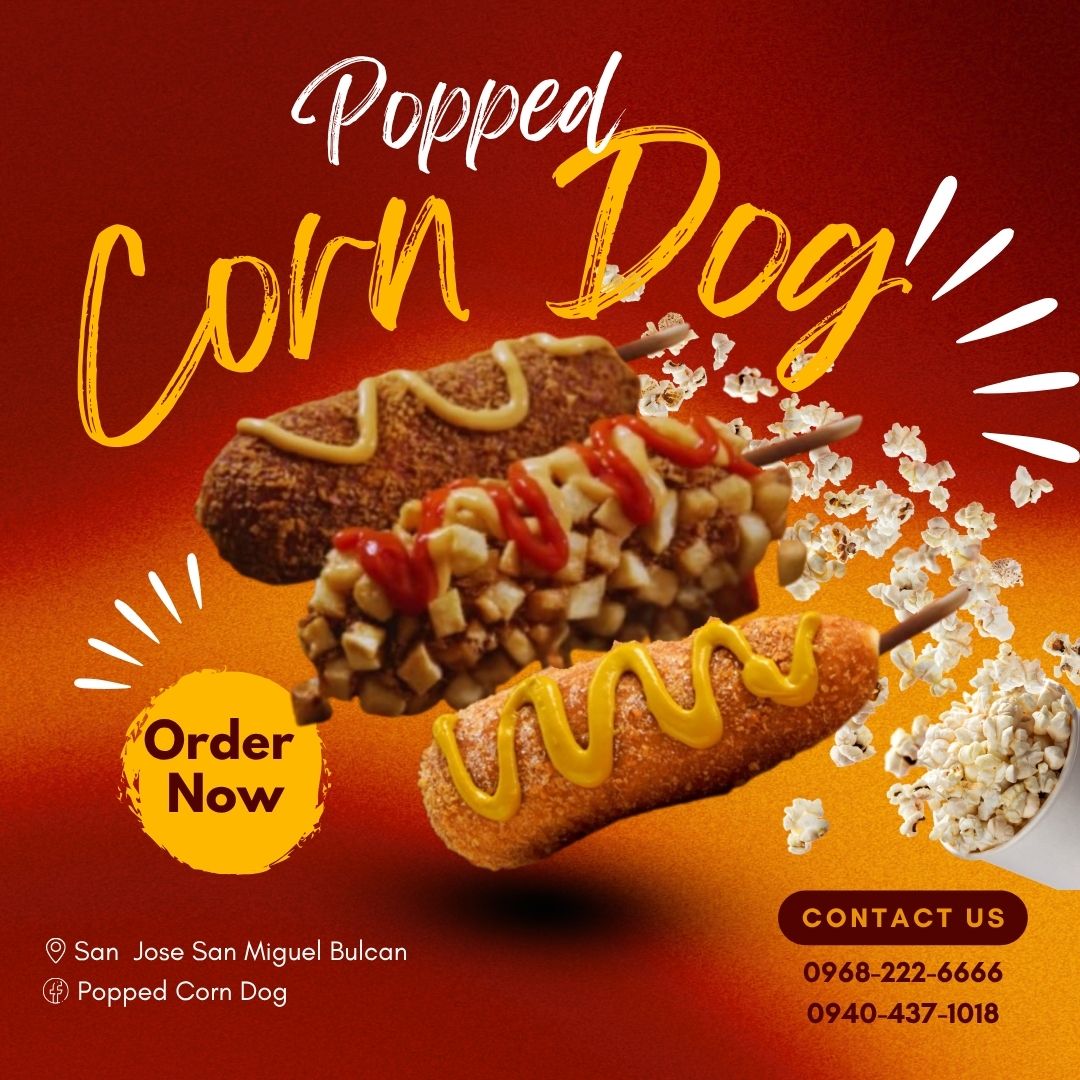 Popped
Corn Dog
Order
Now
San Jose San Miguel Bulcan
Popped Corn Dog
CONTACT US
0968-222-6666
0940-437-1018